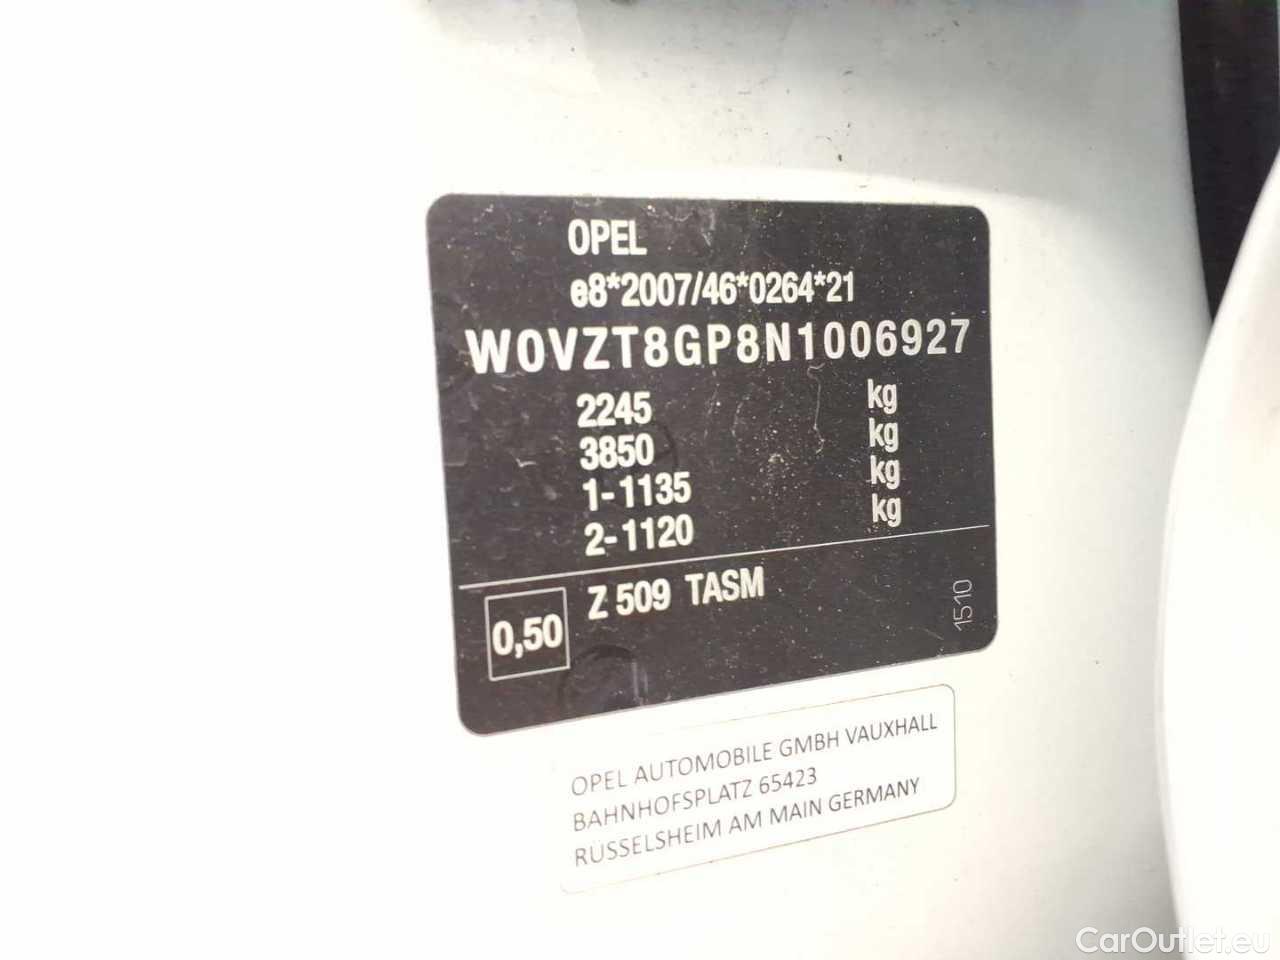 OPEL
e8*2007/46*0264*21
W0VZT8GP8N1006927
2245 kg
3850 kg
1-1135 kg
2-1120 kg
0,50 Z 509 TASM
1510
OPEL AUTOMOBILE GMBH VAUXHALL
BAHNHOFSPLATZ 65423
RÜSSELSHEIM AM MAIN GERMANY
CarOutlet.eu